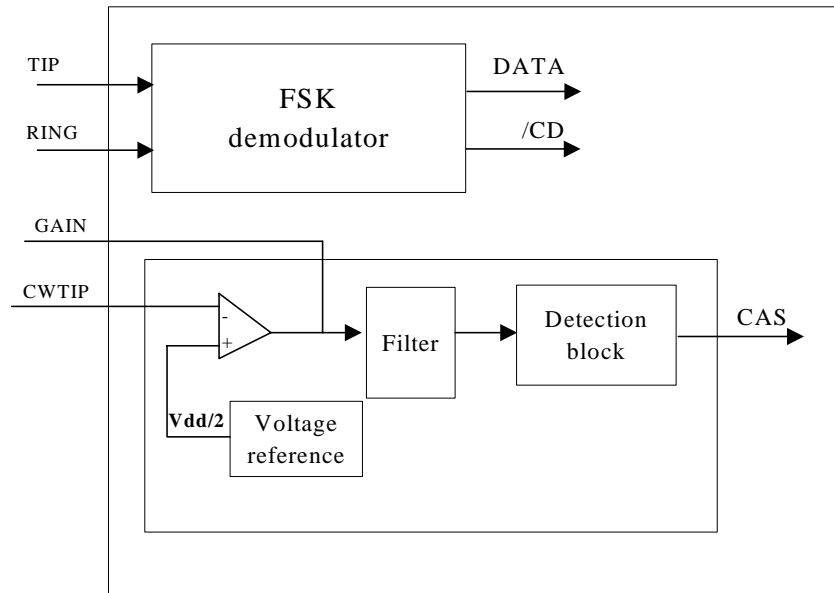 TIP
RING
FSK
demodulator
DATA
/CD
GAIN
CWTIP
-
+
Vdd/2
Voltage
reference
Filter
Detection
block
CAS